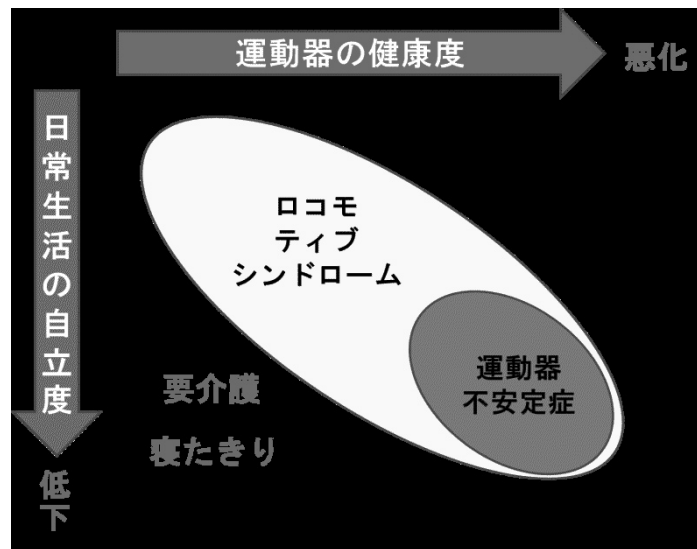 運動器の健康度
悪化
日常生活の自立度
低下
ロコモ
ティブ
シンドローム
運動器
不安定症
要介護
寝たきり